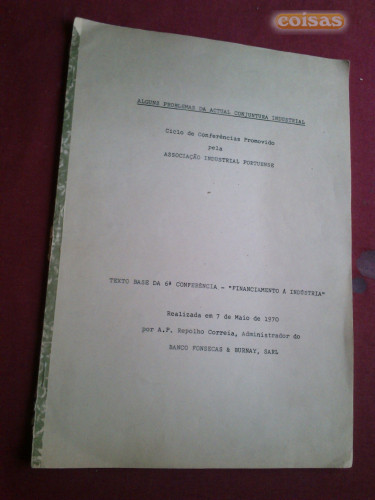 coisas
ALGUNS PROBLEMAS DA ACTUAL CONJUNTURA INDUSTRIAL
Ciclo de Conferências Promovido
pela
ASSOCIAÇÃO INDUSTRIAL PORTUENSE
TEXTO BASE DA 6ª CONFERÊNCIA - "FINANCIAMENTO À INDÚSTRIA"
Realizada em 7 de Maio de 1970
por A.F. Repolho Correia, Administrador do
BANCO FONSECAS & BURNAY, SARL